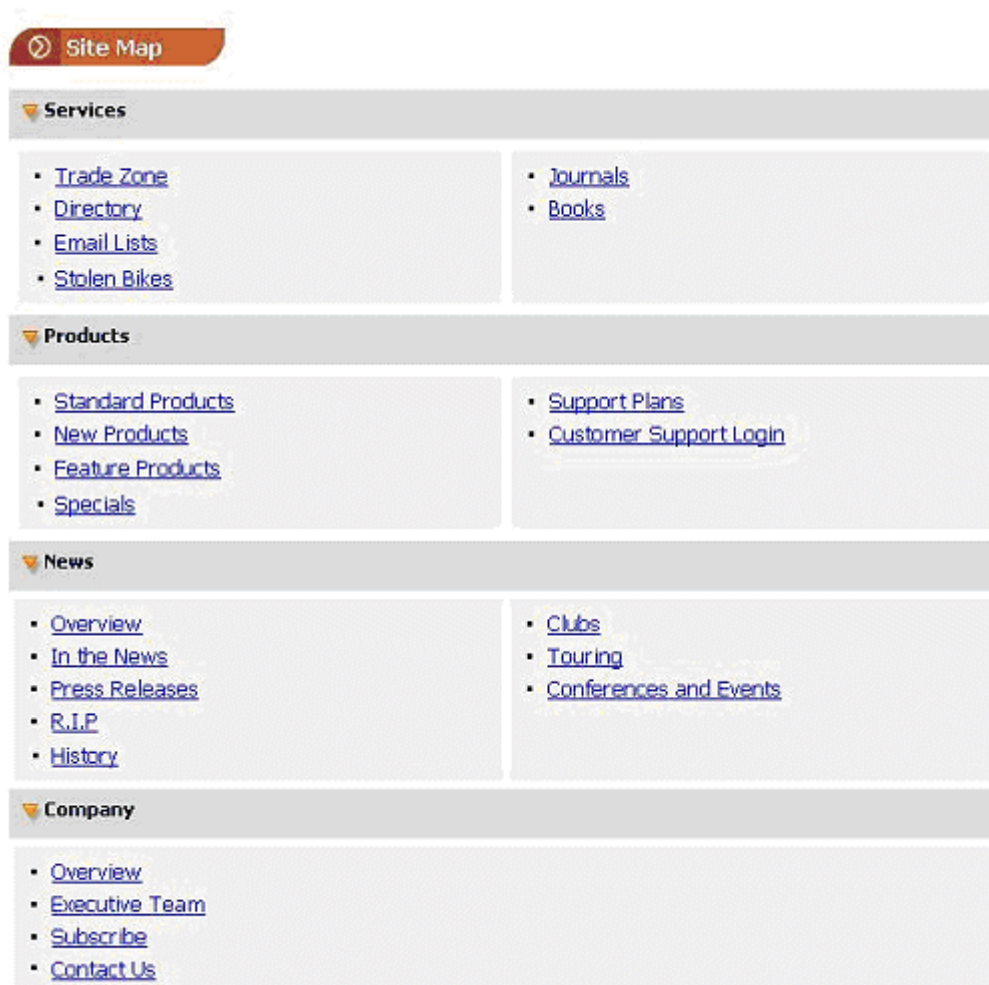 Site Map
Services
Trade Zone
Directory
Email Lists
Stolen Bikes
Journals
Books
Products
Standard Products
New Products
Feature Products
Specials
Support Plans
Customer Support Login
News
Overview
In the News
Press Releases
R.I.P
History
Clubs
Touring
Conferences and Events
Company
Overview
Executive Team
Subscribe
Contact Us